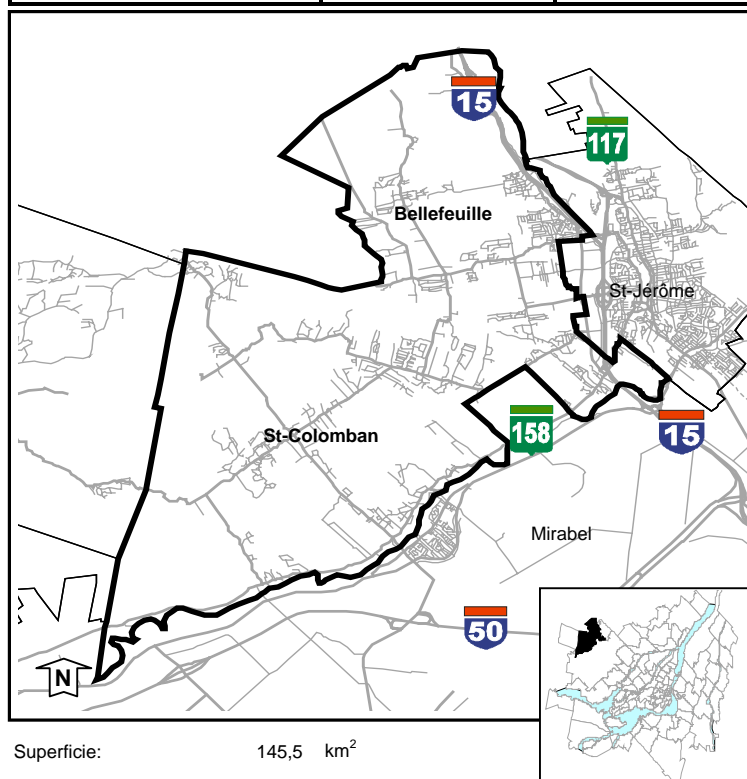 15
117
Bellefeuille
St-Jérôme
St-Colomban
158
15
Mirabel
50
N
Superficie: 145,5 km²